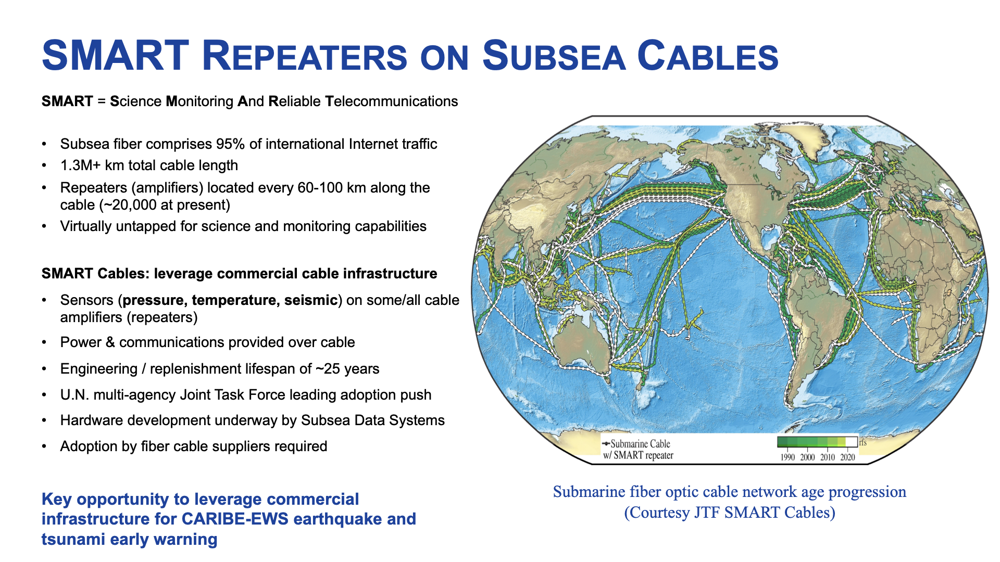 SMART REPEATERS ON SUBSEA CABLES
SMART = Science Monitoring And Reliable Telecommunications
• Subsea fiber comprises 95% of international Internet traffic
• 1.3M+ km total cable length
• Repeaters (amplifiers) located every 60-100 km along the
cable (~20,000 at present)
• Virtually untapped for science and monitoring capabilities
SMART Cables: leverage commercial cable infrastructure
• Sensors (pressure, temperature, seismic) on some/all cable
amplifiers (repeaters)
• Power & communications provided over cable
• Engineering / replenishment lifespan of ~25 years
• U.N. multi-agency Joint Task Force leading adoption push
• Hardware development underway by Subsea Data Systems
• Adoption by fiber cable suppliers required
Key opportunity to leverage commercial
infrastructure for CARIBE-EWS earthquake and
tsunami early warning
Submarine Cable
w/ SMART repeater
rfs
1990 2000 2010 2020
Submarine fiber optic cable network age progression
(Courtesy JTF SMART Cables)